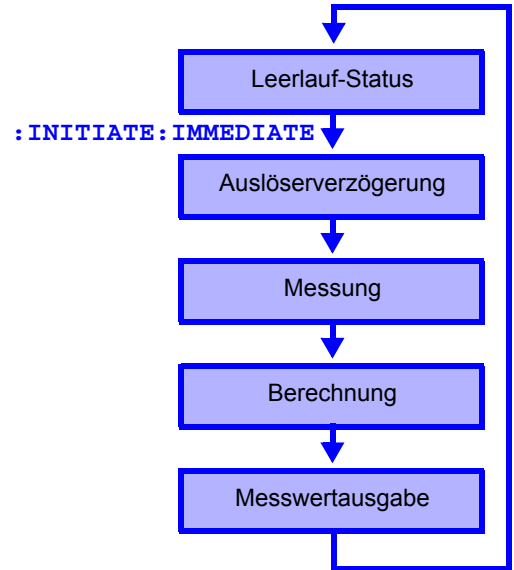 Leerlauf-Status
:INITIATE:IMMEDIATE
Auslöserverzögerung
Messung
Berechnung
Messwertausgabe